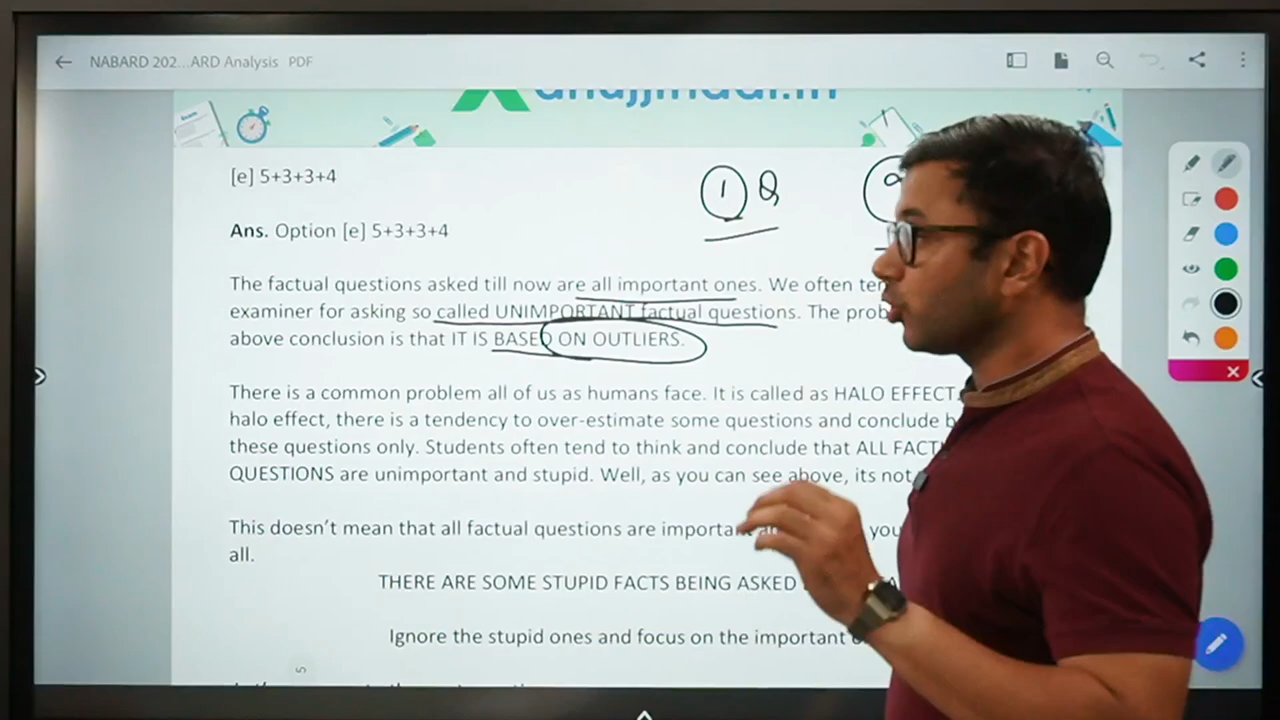 NABARD 202...ARD Analysis PDF
anujjindal.in
[e] 5+3+3+4
1 Q
Ans. Option [e] 5+3+3+4
The factual questions asked till now are all important ones. We often
examiner for asking so called UNIMPORTANT factual questions. The
above conclusion is that IT IS BASED ON OUTLIERS.
There is a common problem all of us as humans face. It is called as HALO EFFECT.
halo effect, there is a tendency to over-estimate some questions and conclude
these questions only. Students often tend to think and conclude that ALL
QUESTIONS are unimportant and stupid. Well, as you can see above, its not
This doesn't mean that all factual questions are you
all.
THERE ARE SOME STUPID FACTS BEING ASKED
Ignore the stupid ones and focus on the important
5